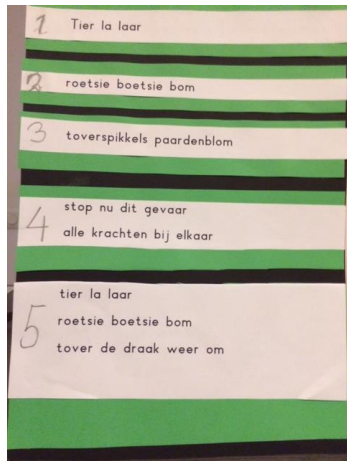 1 Tier la laar
2 roetsie boetsie bom
3 toverspikkels paardenblom
4 stop nu dit gevaar
alle krachten bij elkaar
5 tier la laar
roetsie boetsie bom
tover de draak weer om